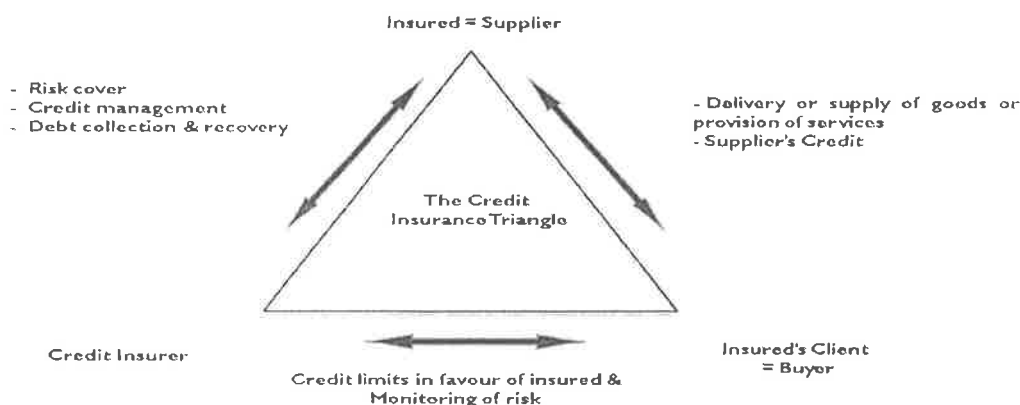 Insured = Supplier
- Risk cover
- Credit management
- Debt collection & recovery
- Delivery or supply of goods or
provision of services
- Supplier's Credit
The Credit
Insurance Triangle
Credit Insurer
Insured's Client
= Buyer
Credit limits in favour of insured &
Monitoring of risk